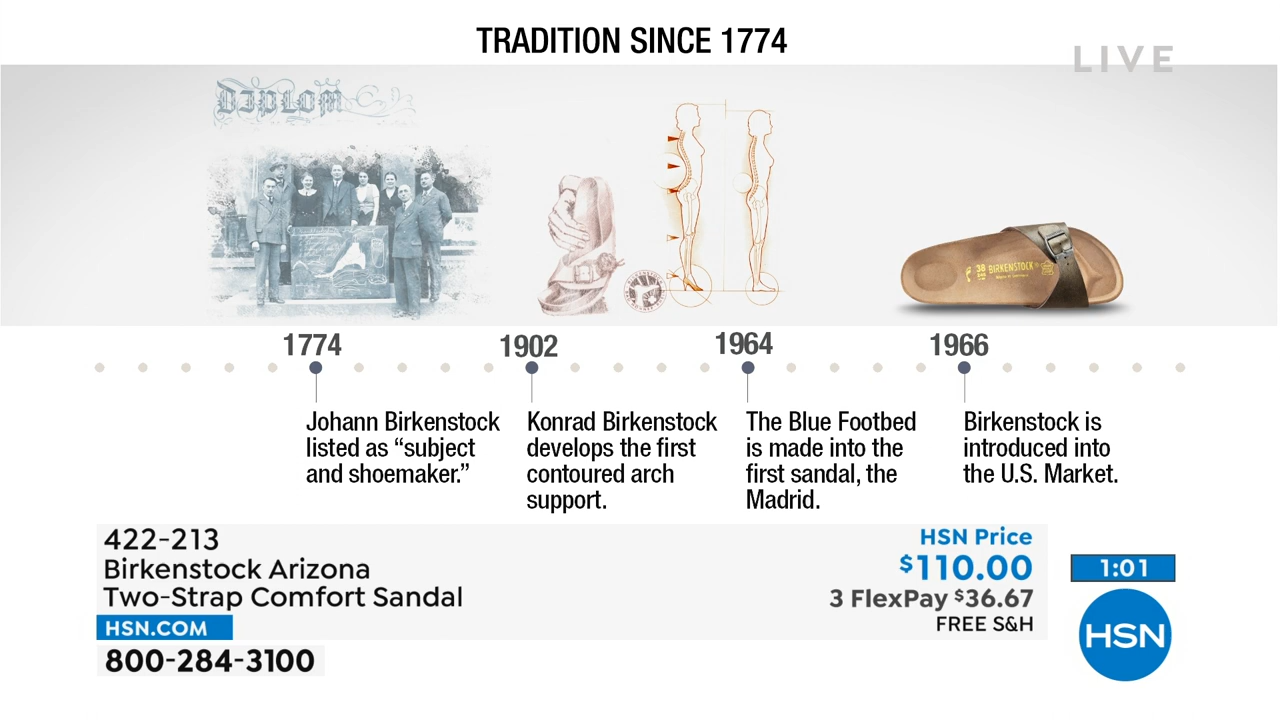 TRADITION SINCE 1774
LIVE
Diplom
38
BIRKENSTOCK
1774
1902
1964
1966
Johann Birkenstock
listed as “subject
and shoemaker.”
Konrad Birkenstock
develops the first
contoured arch
support.
The Blue Footbed
is made into the
first sandal, the
Madrid.
Birkenstock is
introduced into
the U.S. Market.
422-213
Birkenstock Arizona
Two-Strap Comfort Sandal
HSN.COM
800-284-3100
HSN Price
$110.00
3 FlexPay $36.67
FREE S&H
1:01
HSN